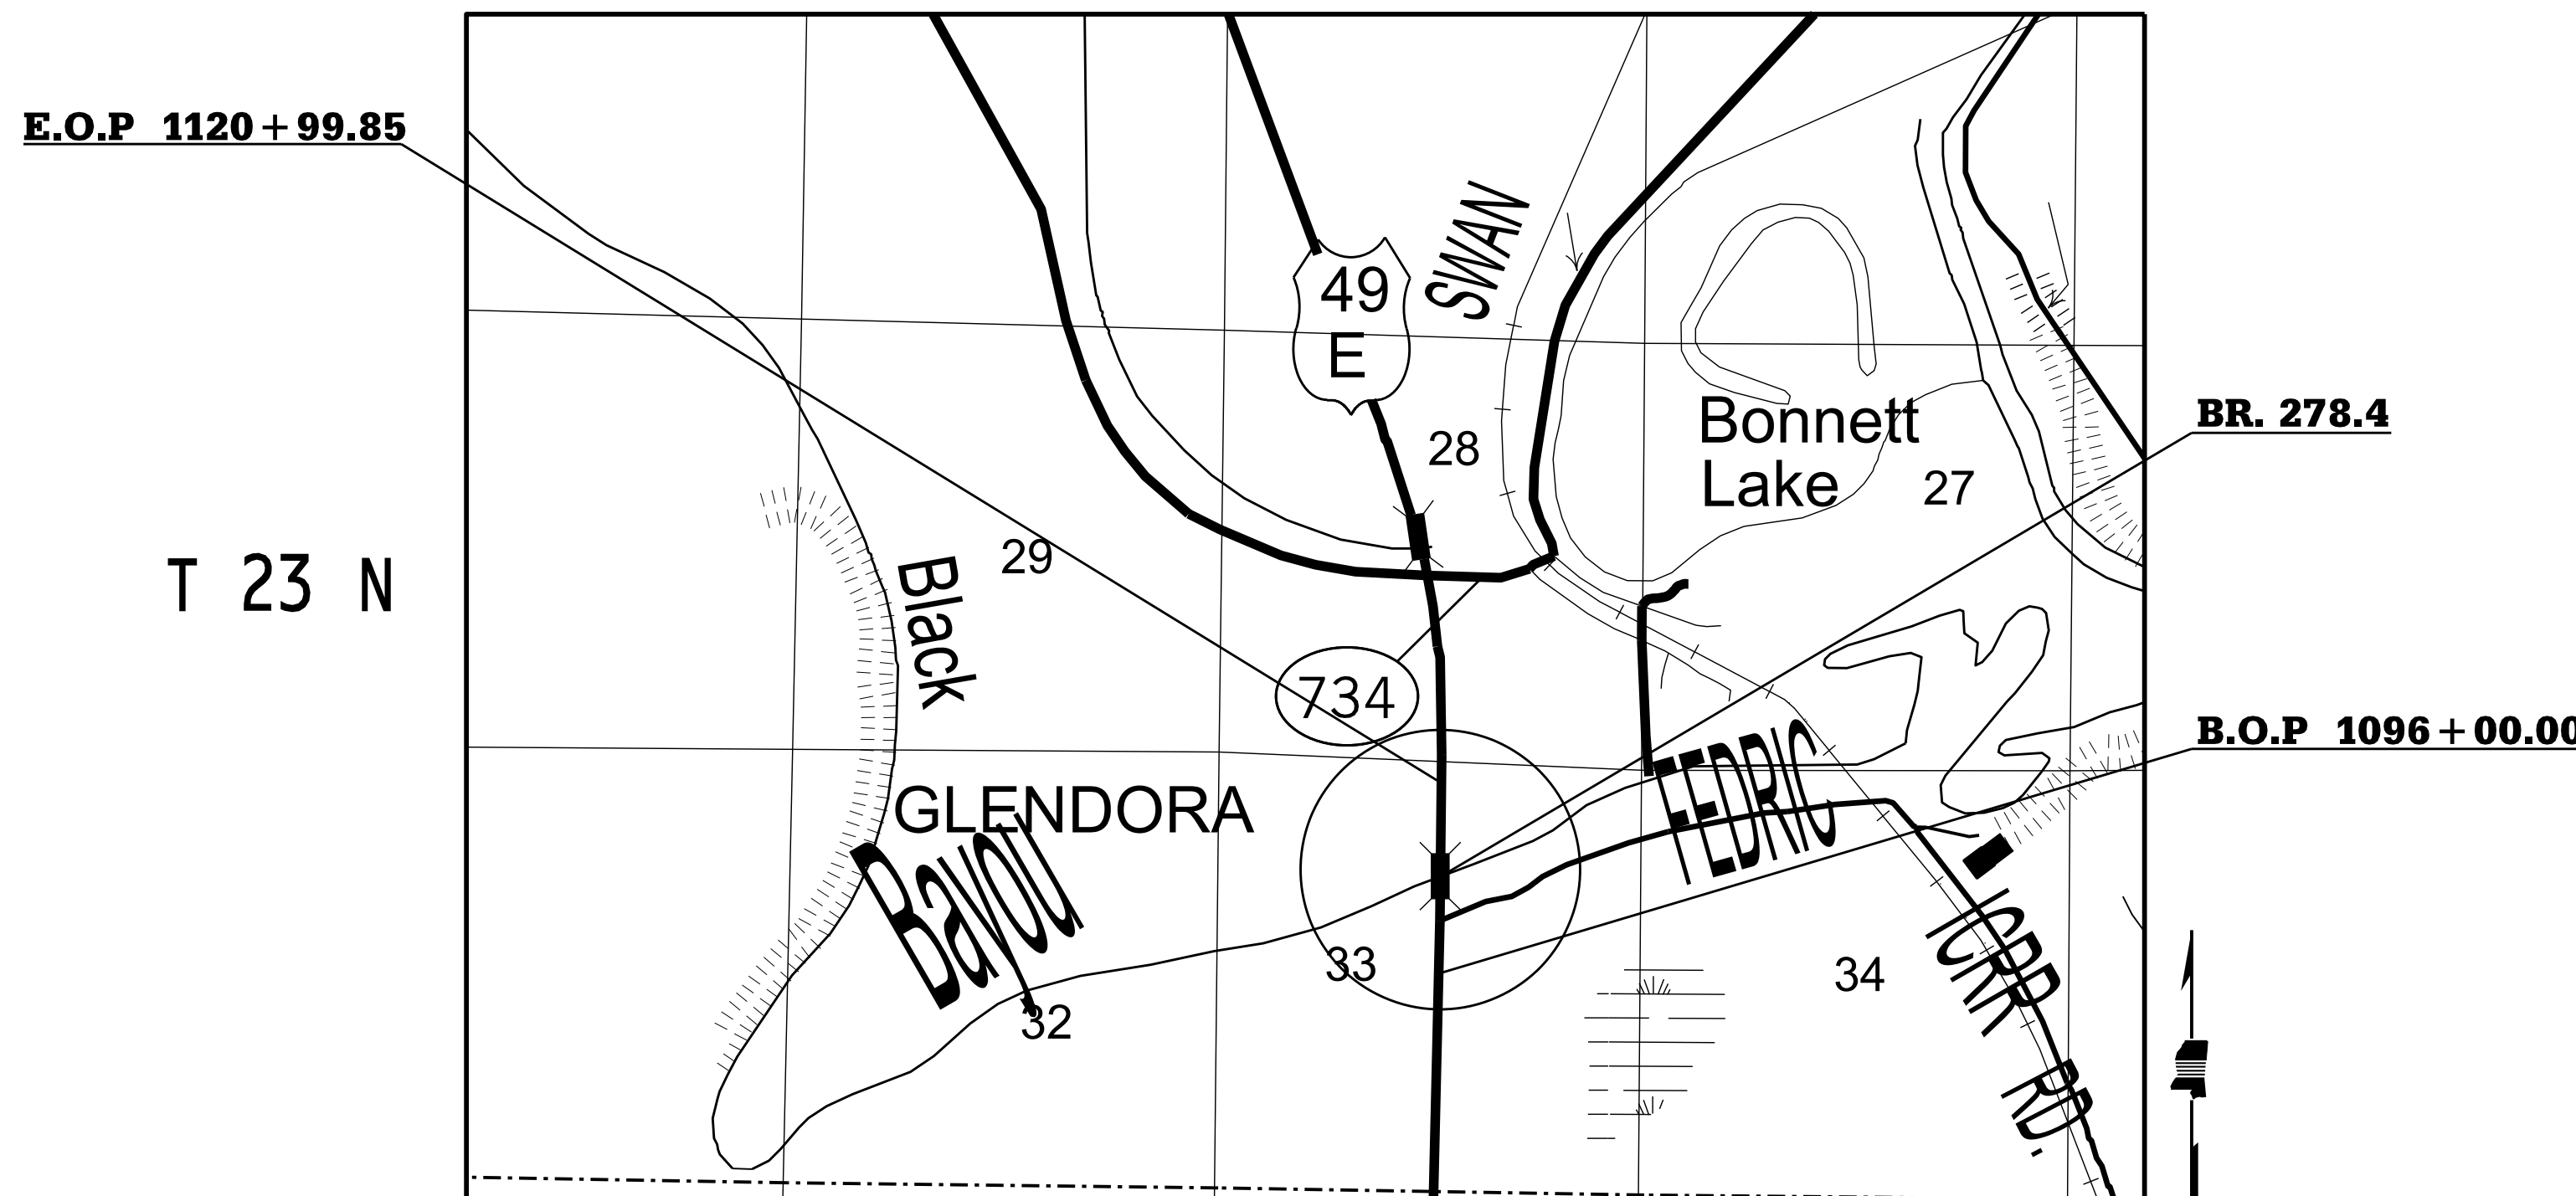 E.O.P 1120+99.85
49
E
SWAN
28
Bonnett
Lake
27
BR. 278.4
T 23 N
29
Black
734
B.O.P 1096+00.00
GLENDORA
Bayou
FEDRIC
33
34
32
ICRR
RD.